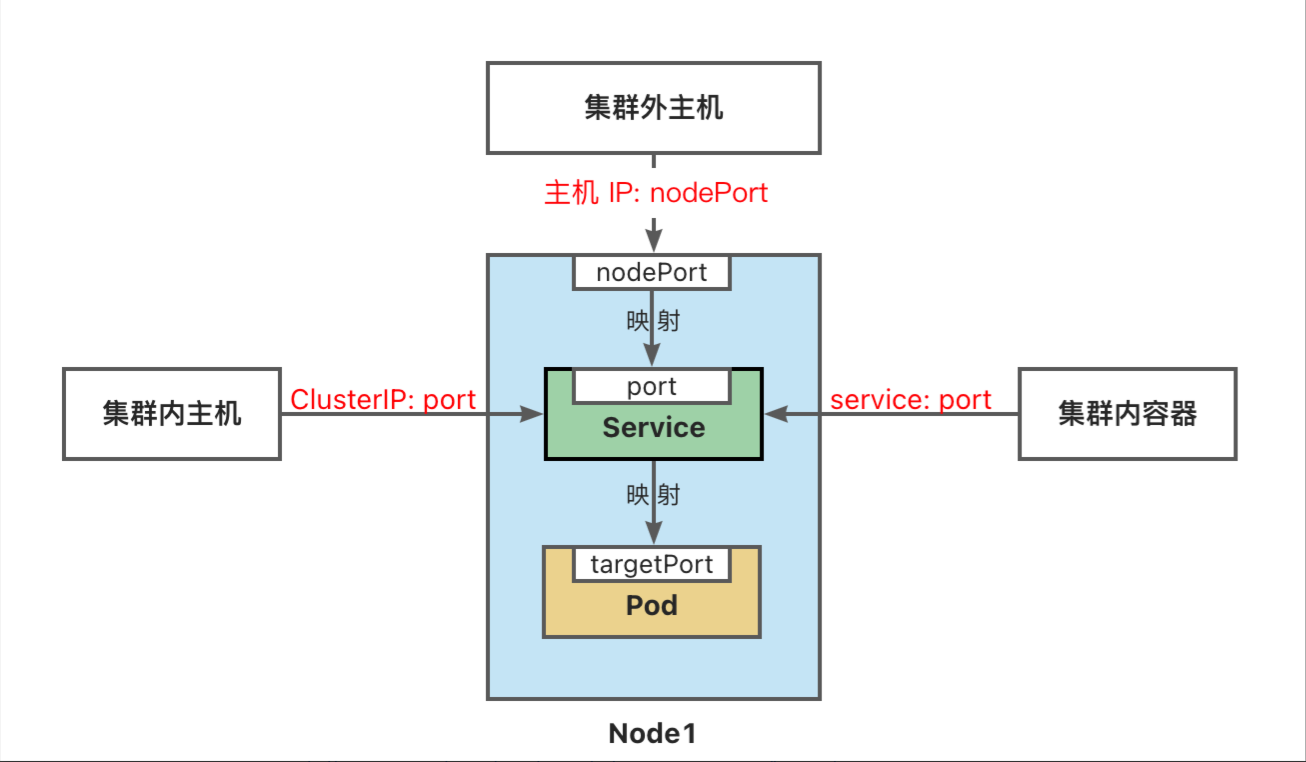 集群外主机
主机 IP: nodePort
nodePort
映 射
port
集群内主机
ClusterIP: port
Service
service: port
集群内容器
映 射
targetPort
Pod
Node1